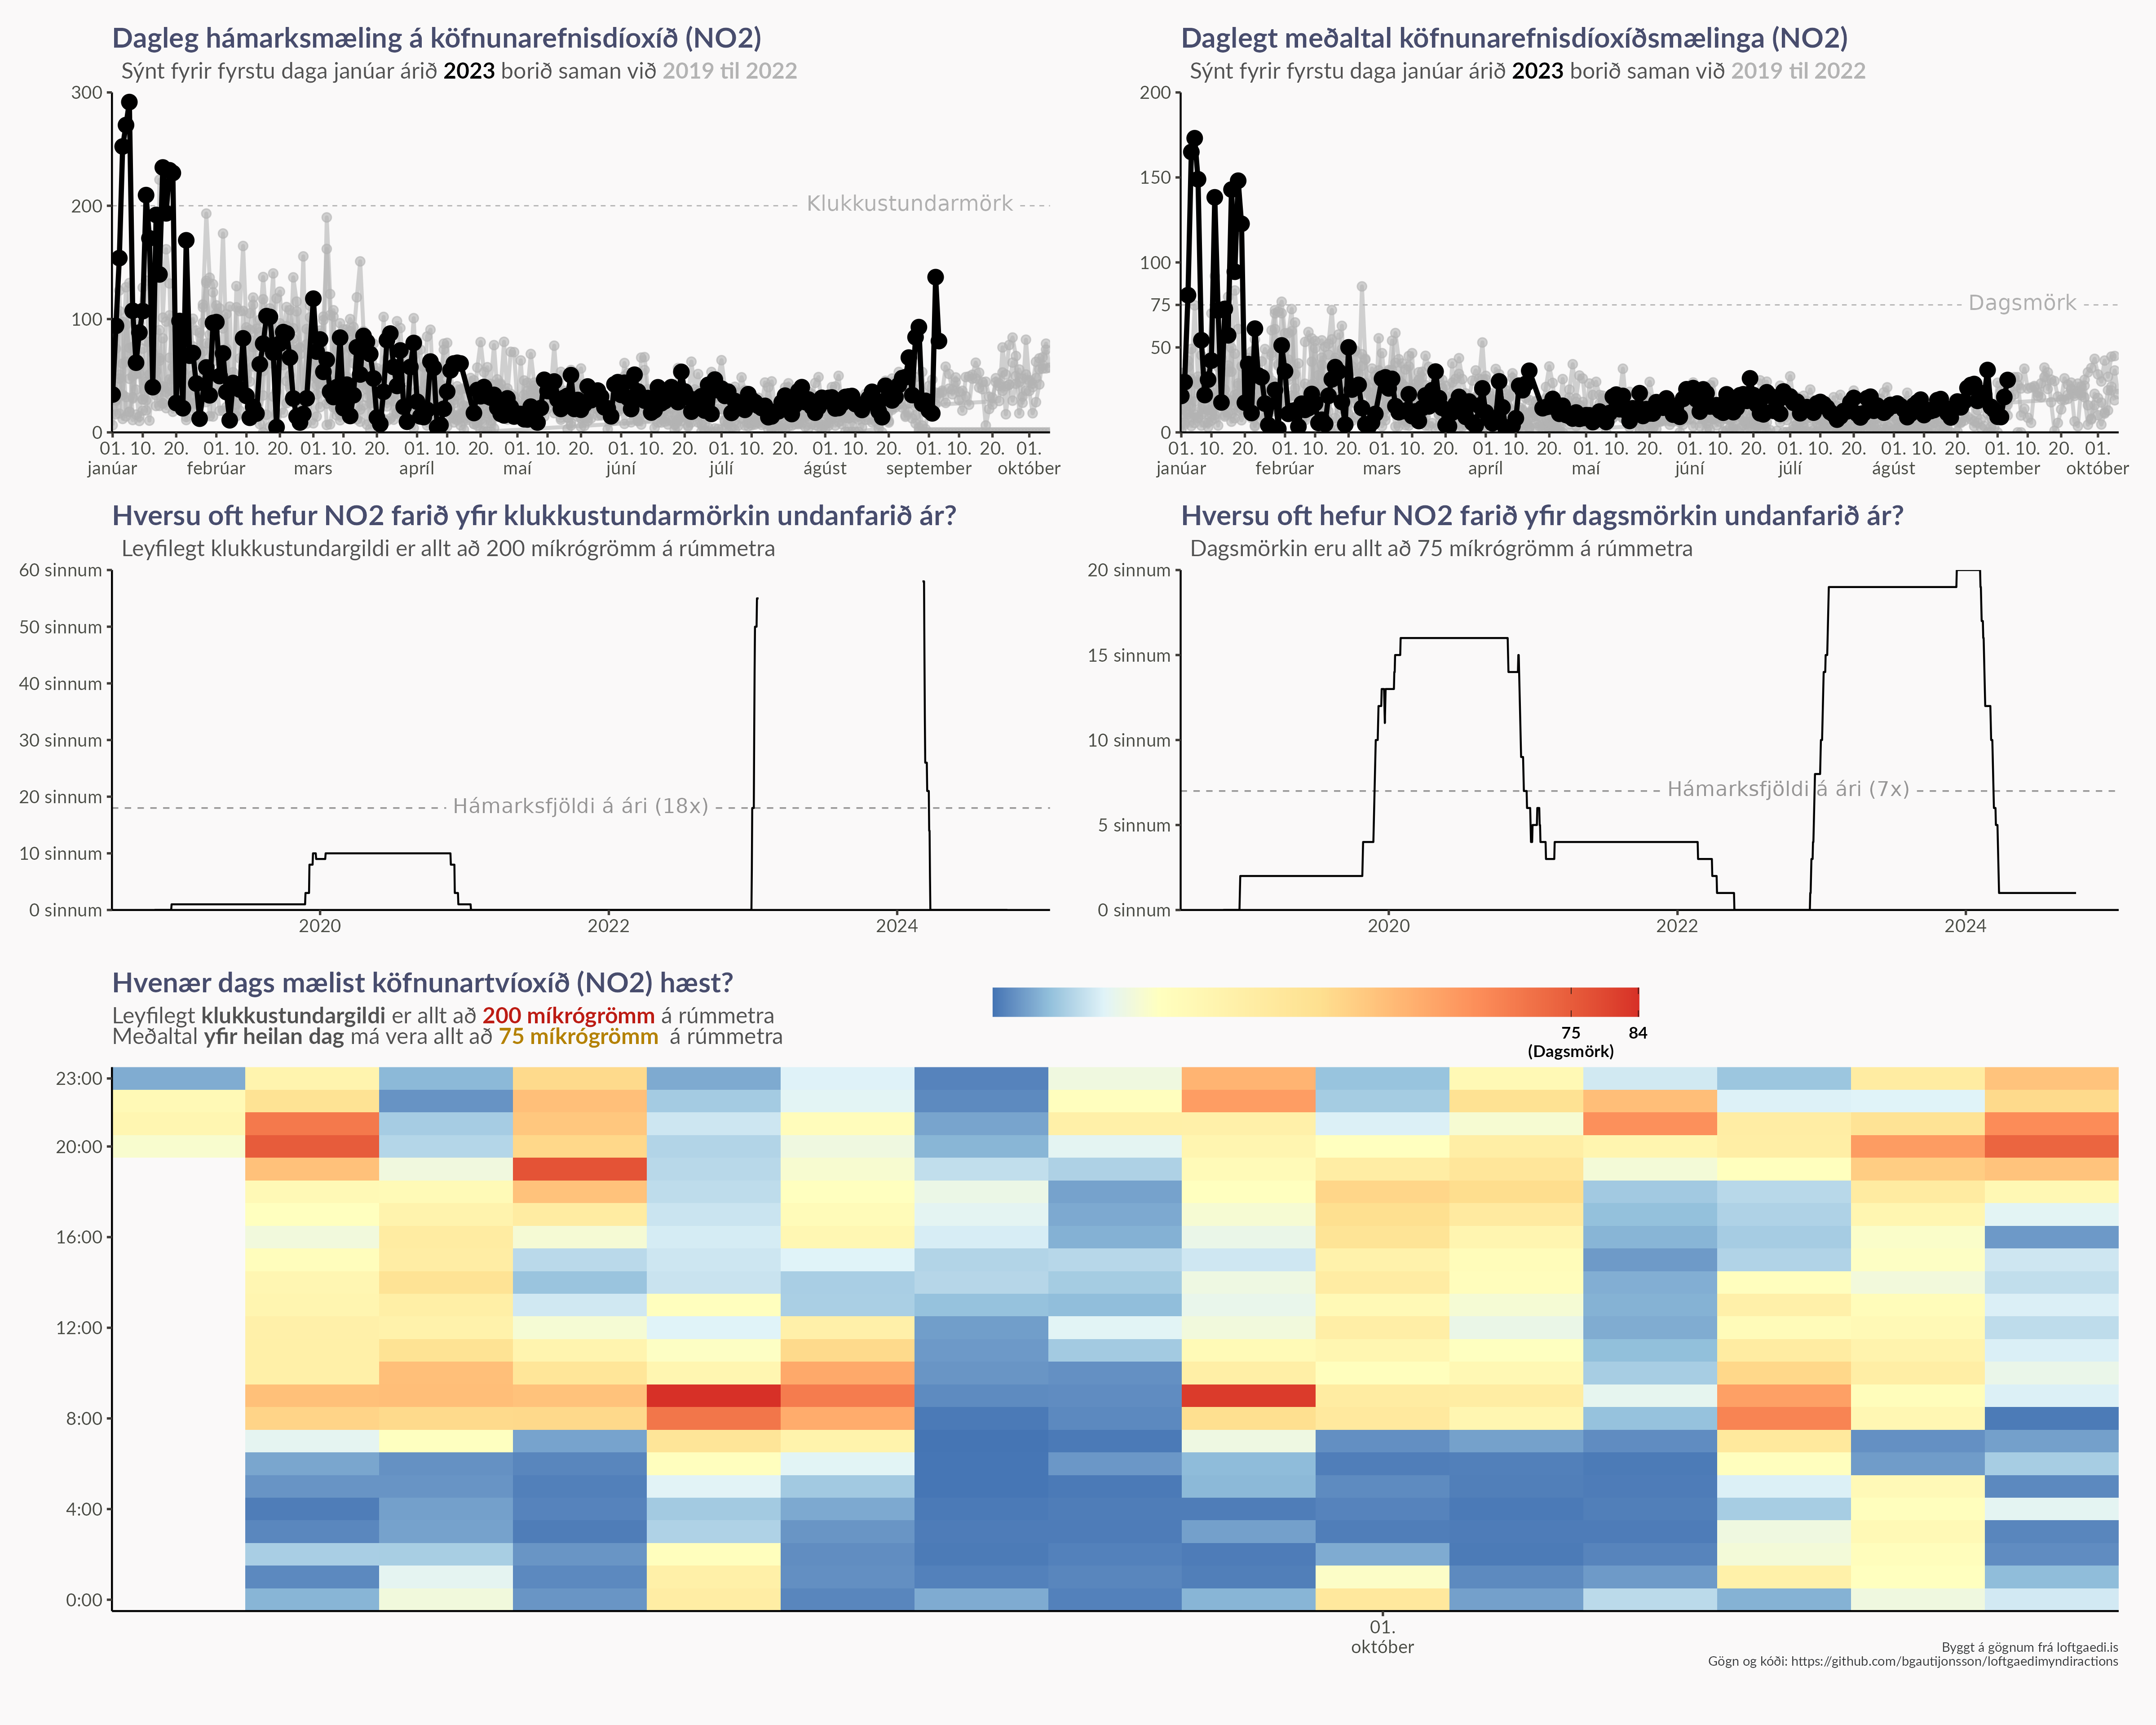 Dagleg hámarksmæling á köfnunarefnisdíoxíð (NO2)
Sýnt fyrir fyrstu daga janúar árið 2023 borið saman við 2019 til 2022
300
200
100
0
Klukkustundarmörk
01. 10. 20. 01. 10. 20. 01. 10. 20. 01. 10. 20. 01. 10. 20. 01. 10. 20. 01. 10. 20. 01. 10. 20. 01. 10. 20. 01.
janúar febrúar mars apríl maí júní júlí ágúst september október
Daglegt meðaltal köfnunarefnisdíoxíðsmælinga (NO2)
Sýnt fyrir fyrstu daga janúar árið 2023 borið saman við 2019 til 2022
200
150
100
75
50
0
Dagsmörk
01. 10. 20. 01. 10. 20. 01. 10. 20. 01. 10. 20. 01. 10. 20. 01. 10. 20. 01. 10. 20. 01. 10. 20. 01. 10. 20. 01.
janúar febrúar mars apríl maí júní júlí ágúst september október
Hversu oft hefur NO2 farið yfir klukkustundarmörkin undanfarið ár?
Leyfilegt klukkustundargildi er allt að 200 míkrógrömm á rúmmetra
60 sinnum
50 sinnum
40 sinnum
30 sinnum
20 sinnum
10 sinnum
0 sinnum
Hámarksfjöldi á ári (18x)
2020 2022 2024
Hversu oft hefur NO2 farið yfir dagsmörkin undanfarið ár?
Dagsmörkin eru allt að 75 míkrógrömm á rúmmetra
20 sinnum
15 sinnum
10 sinnum
5 sinnum
0 sinnum
Hámarksfjöldi á ári (7x)
2020 2022 2024
Hvenær dags mælist köfnunartvíoxíð (NO2) hæst?
Leyfilegt klukkustundargildi er allt að 200 míkrógrömm á rúmmetra
Meðaltal yfir heilan dag má vera allt að 75 míkrógrömm á rúmmetra
75 84
(Dagsmörk)
23:00
20:00
16:00
12:00
8:00
4:00
0:00
01.
október
Byggt á gögnum frá loftgaedi.is
Gögn og kóði: https://github.com/bgautijonsson/loftgaedimyndiractions